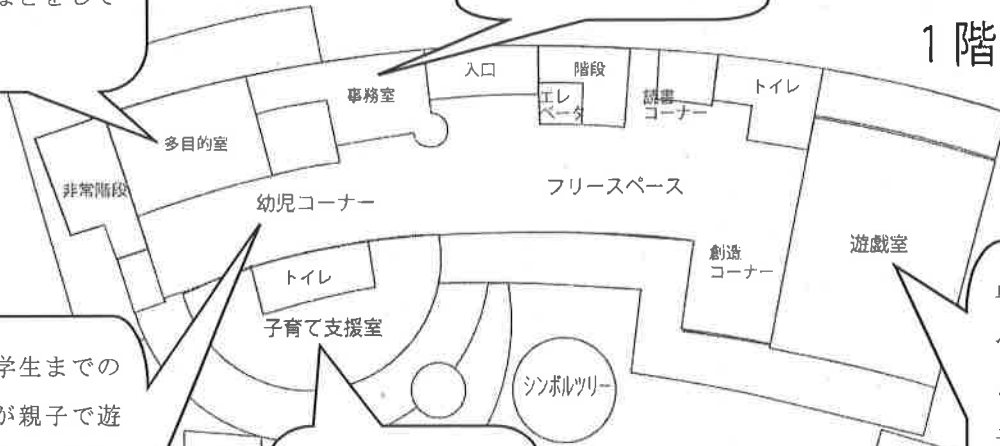 1階
入口
階段
トイレ
事務室
エレ
ベータ
読書
コーナー
多目的室
非常階段
幼児コーナー
フリースペース
創造
コーナー
遊戯室
トイレ
子育て支援室
シンボルツリー
学生までの
が親子で遊